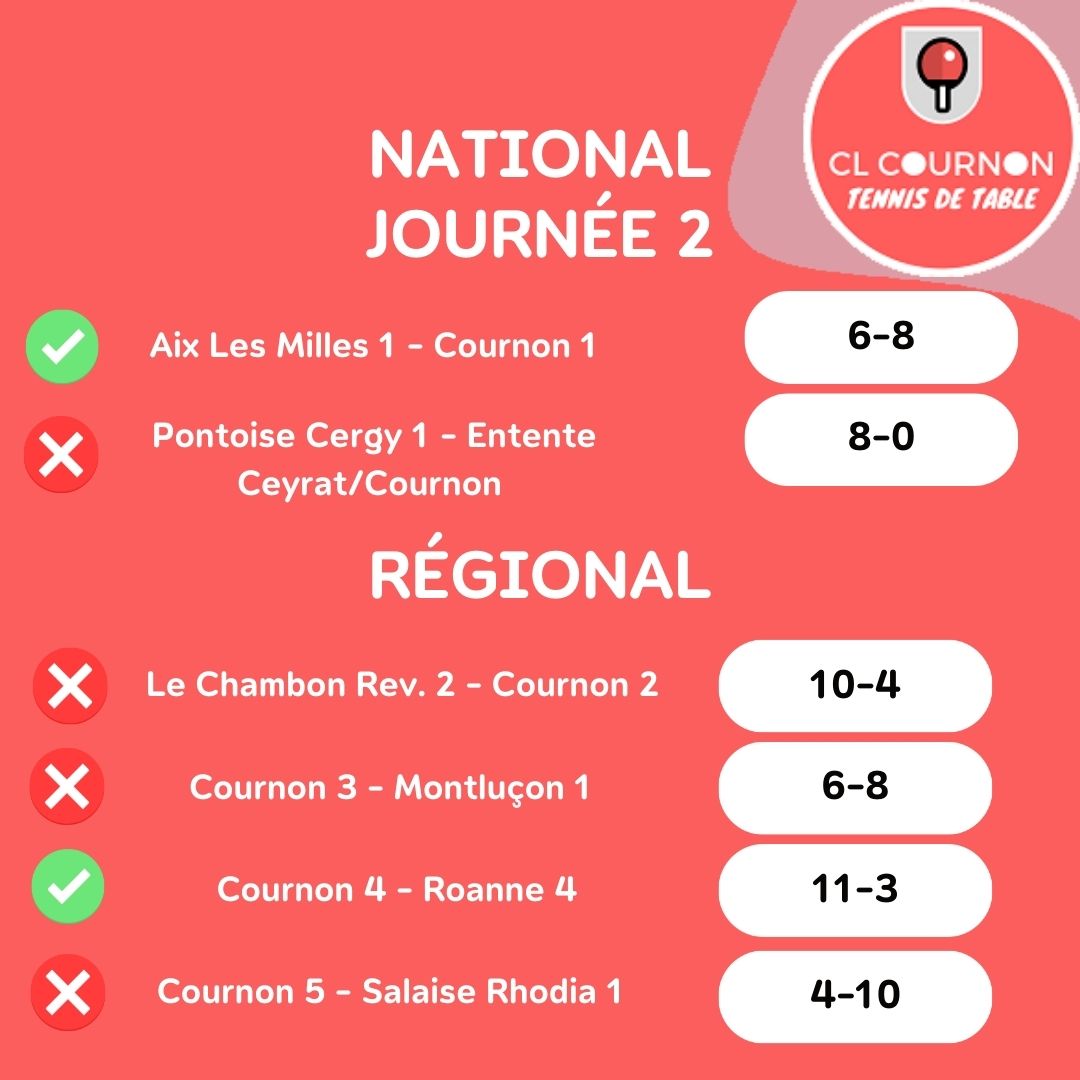 CL COURNON
TENNIS DE TABLE
NATIONAL
JOURNÉE 2
Aix Les Milles 1 - Cournon 1
6-8
Pontoise Cergy 1 - Entente
Ceyrat/Cournon
8-0
RÉGIONAL
Le Chambon Rev. 2 - Cournon 2
10-4
Cournon 3 - Montluçon 1
6-8
Cournon 4 - Roanne 4
11-3
Cournon 5 - Salaise Rhodia 1
4-10